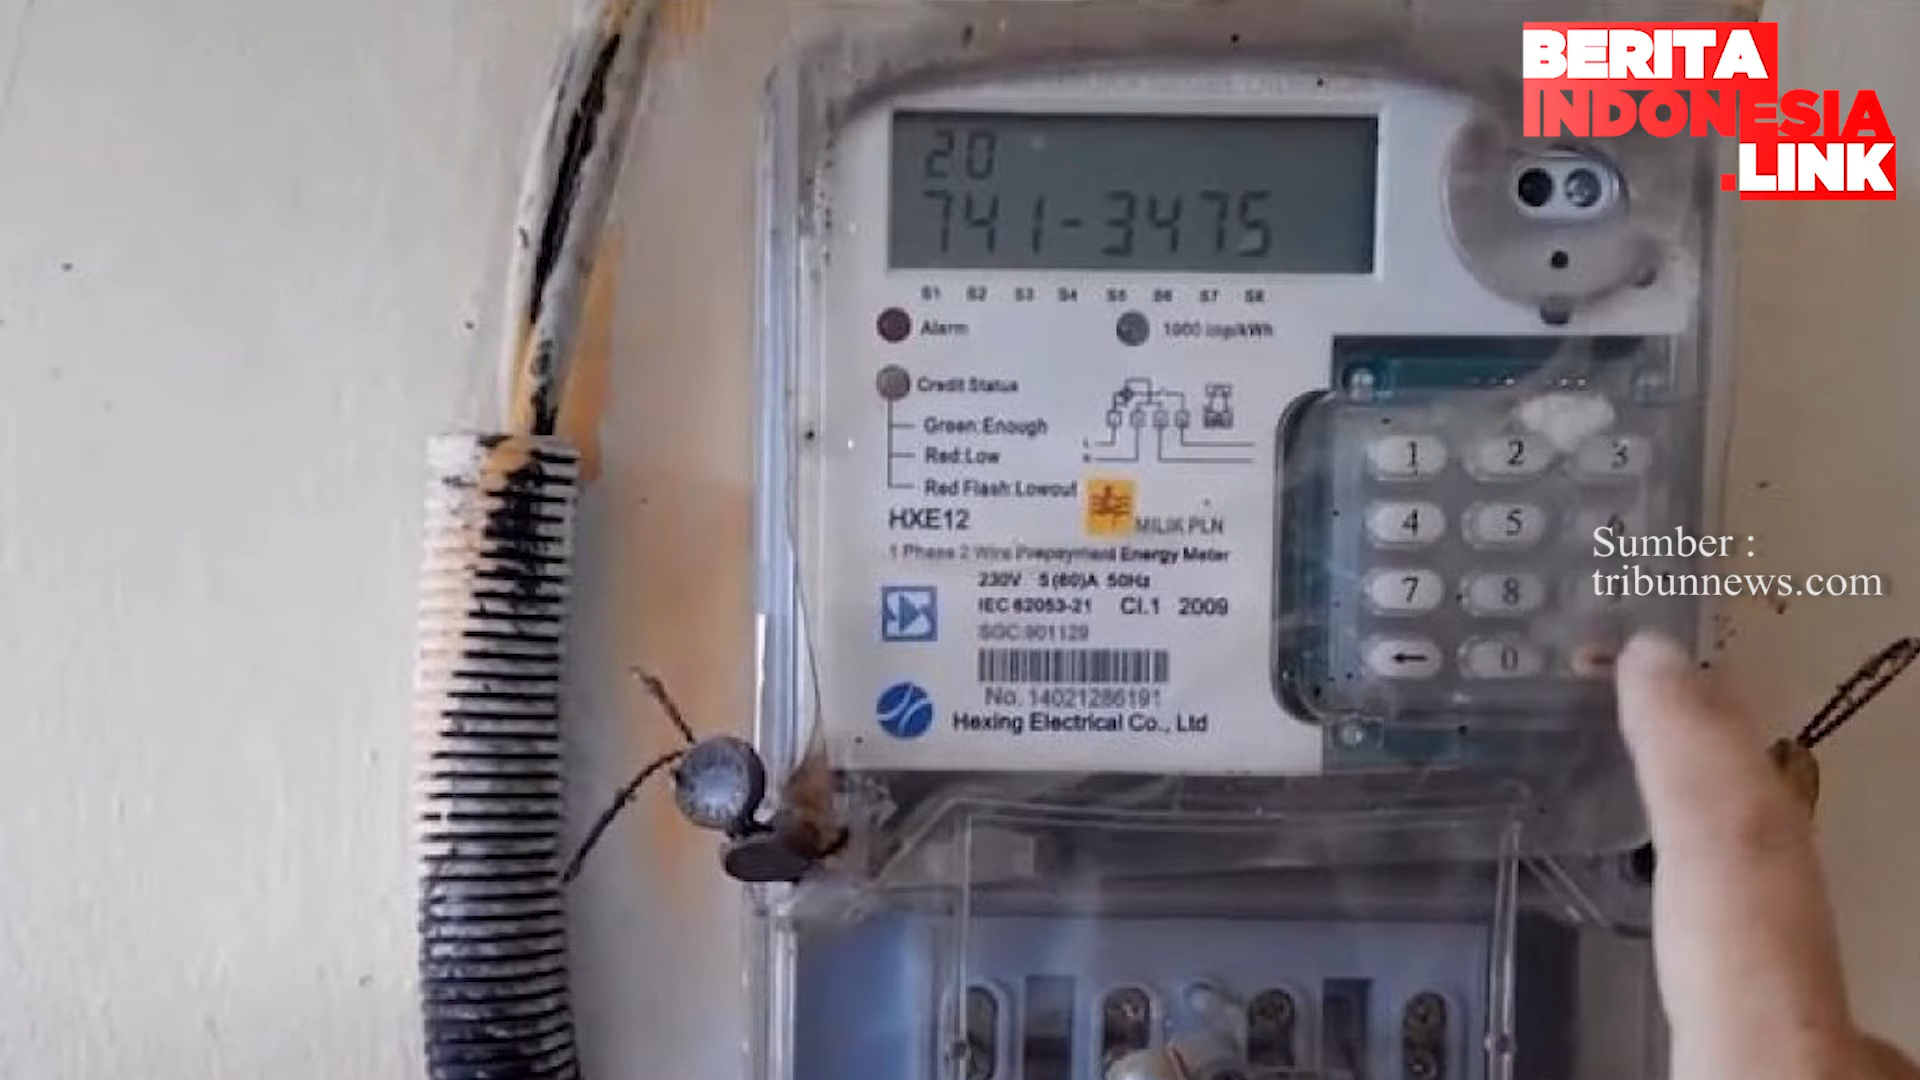 BERITA
INDONESIA
.LINK
20
741-3475
S1 S2 S3 S4 S5 S6 S7 S8
Alarm
1000 imp/kWh
Credit Status
Green:Enough
Red:Low
Red Flash:Lowout
HXE12
MILIK PLN
1 Phase 2 Wire Prepayment Energy Meter
230V 5(60)A 50Hz
IEC 62053-21 Cl.1 2009
No. 14021286191
Hexing Electrical Co., Ltd
1 2 3
4 5 6
7 8
← 0
Sumber :
tribunnews.com